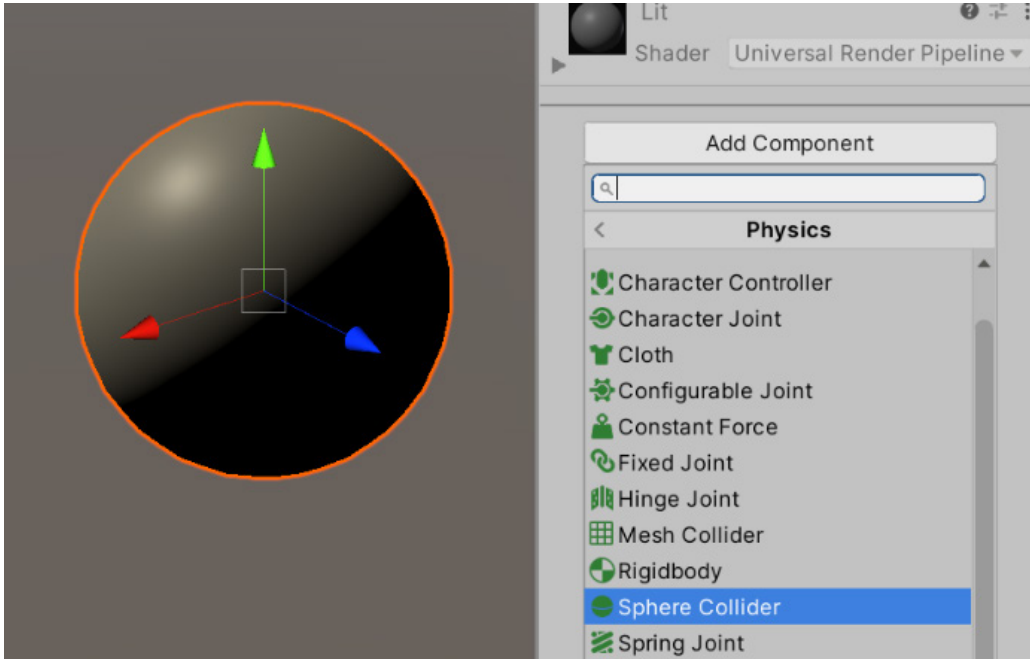 Lit
Shader Universal Render Pipeline
Add Component
Physics
Character Controller
Character Joint
Cloth
Configurable Joint
Constant Force
Fixed Joint
Hinge Joint
Mesh Collider
Rigidbody
Sphere Collider
Spring Joint